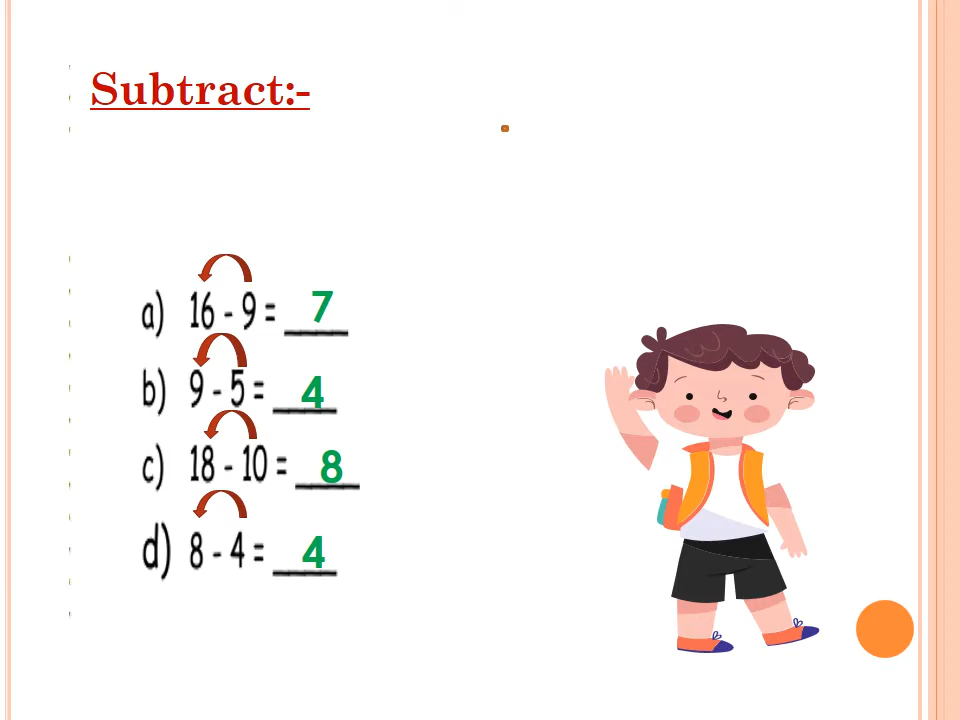 Subtract:-
a) 16 - 9 = 7
b) 9 - 5 = 4
c) 18 - 10 = 8
d) 8 - 4 = 4